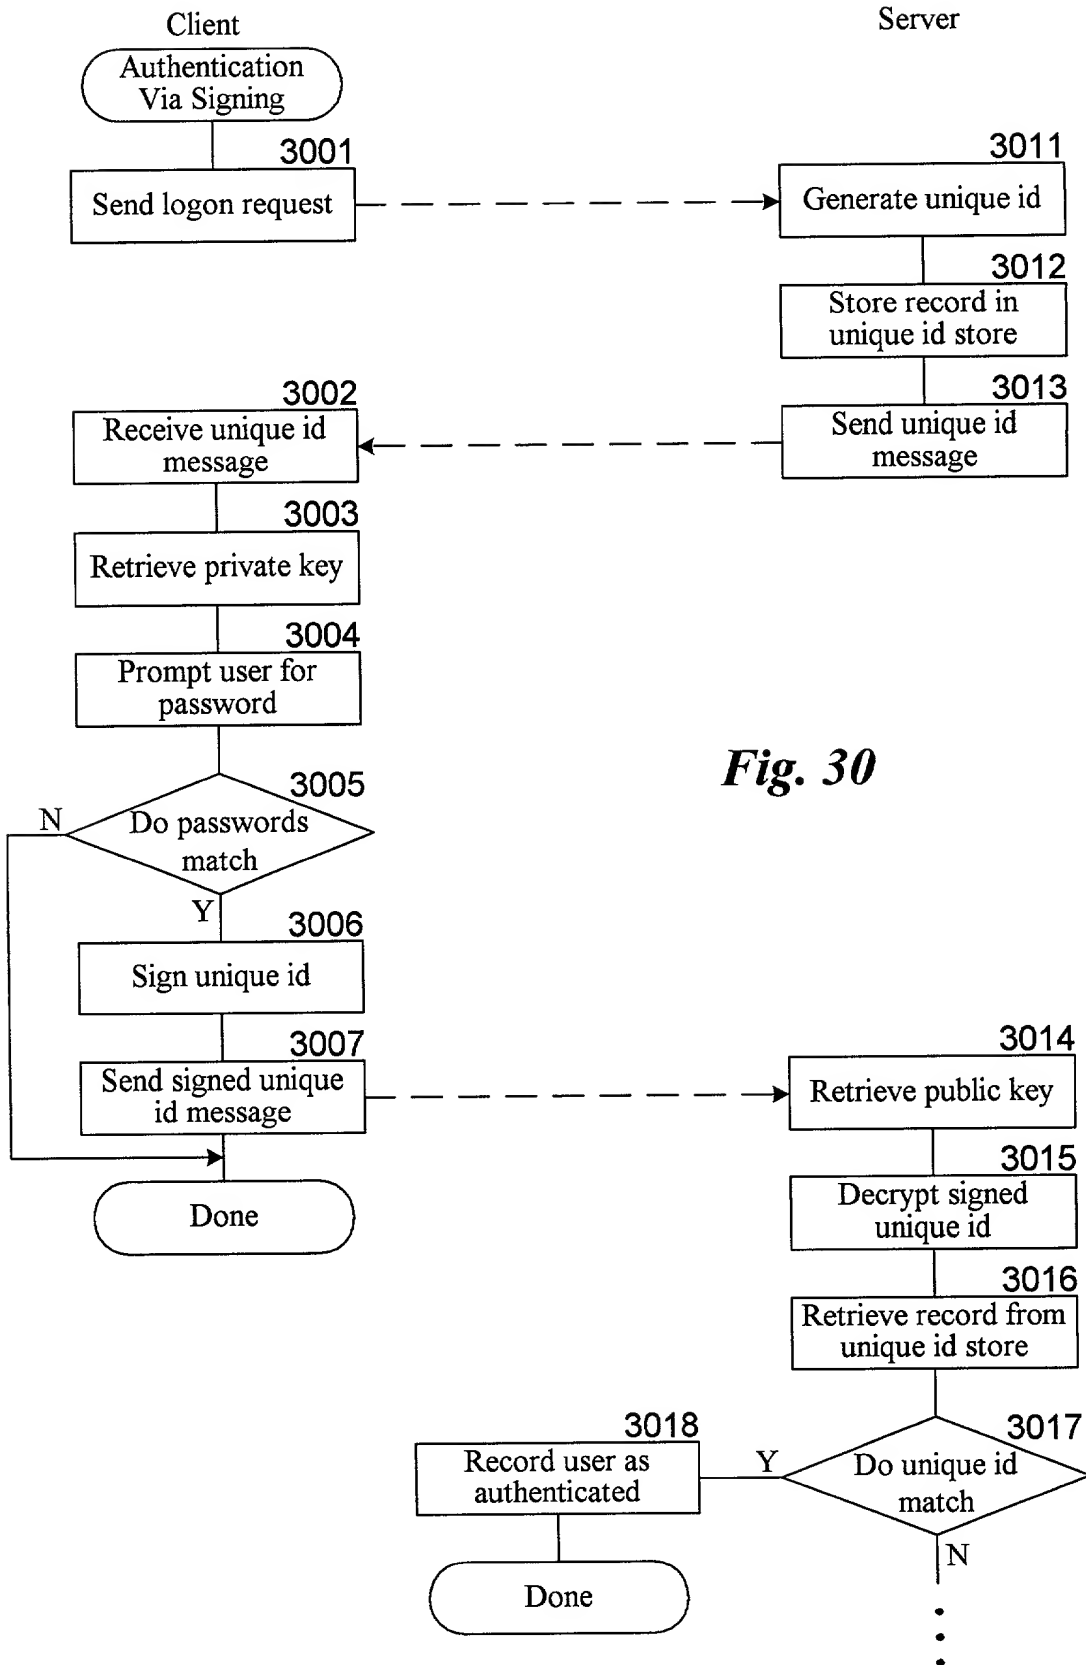 Client
Server
Authentication
Via Signing
3001
Send logon request
3011
Generate unique id
3012
Store record in
unique id store
3002
Receive unique id
message
3013
Send unique id
message
3003
Retrieve private key
3004
Prompt user for
password
Fig. 30
3005
N
Do passwords
match
Y
3006
Sign unique id
3007
Send signed unique
id message
3014
Retrieve public key
Done
3015
Decrypt signed
unique id
3016
Retrieve record from
unique id store
3018
Record user as
authenticated
3017
Y
Do unique id
match
N
Done